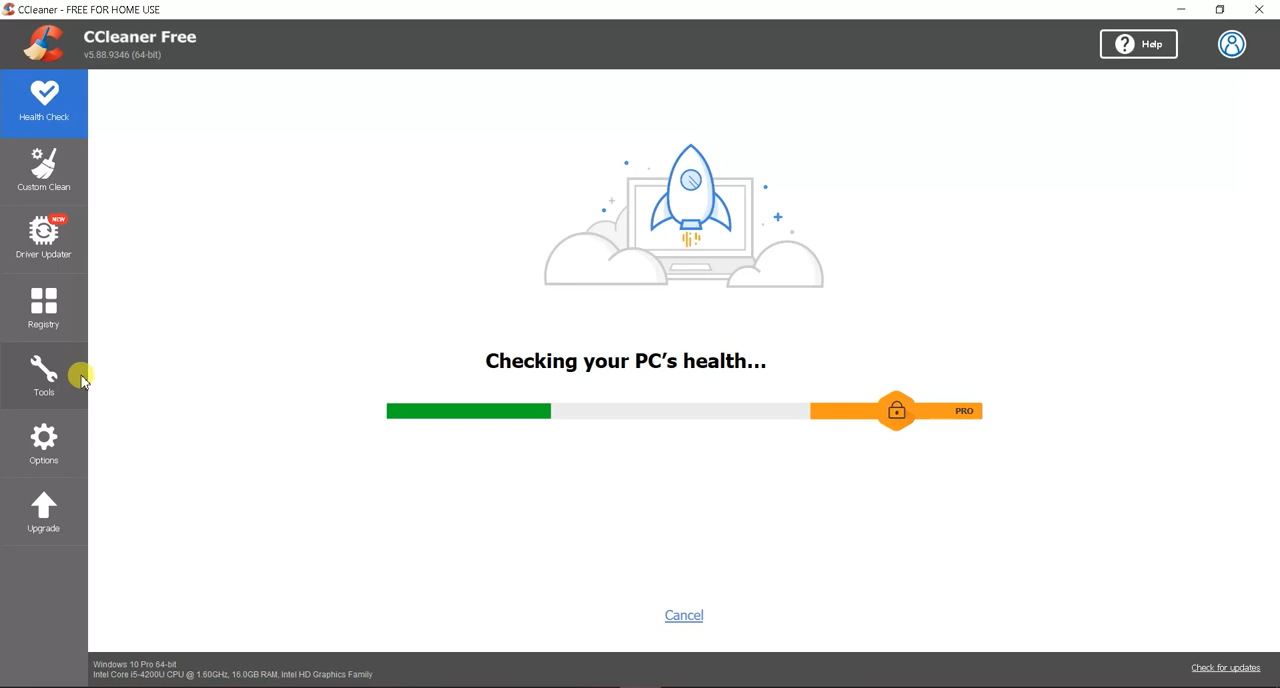 CCleaner - FREE FOR HOME USE
CCleaner Free
v5.88.9346 (64-bit)
Help
Health Check
Custom Clean
NEW
Driver Updater
Registry
Tools
Options
Upgrade
Checking your PC’s health...
PRO
Cancel
Windows 10 Pro 64-bit
Intel Core i5-4200U CPU @ 1.60GHz, 16.0GB RAM, Intel HD Graphics Family
Check for updates